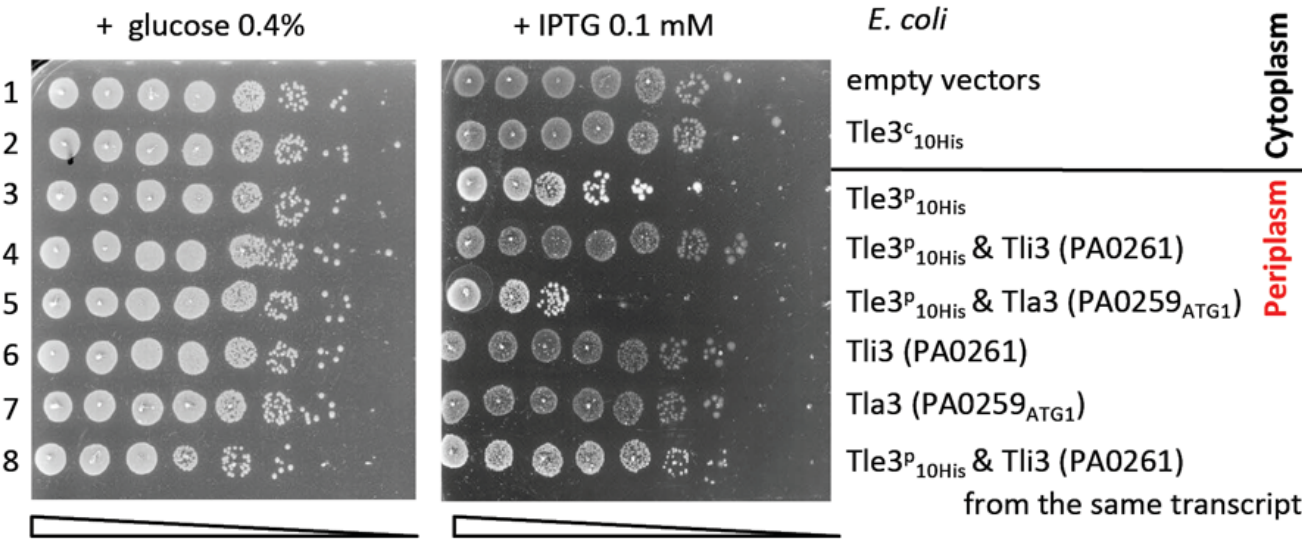 + glucose 0.4%
+ IPTG 0.1 mM
E. coli
1
2
3
4
5
6
7
8
empty vectors
Tle3ᶜ₁₀His
Tle3ᵖ₁₀His
Tle3ᵖ₁₀His & Tli3 (PA0261)
Tle3ᵖ₁₀His & Tla3 (PA0259ATG1)
Tli3 (PA0261)
Tla3 (PA0259ATG1)
Tle3ᵖ₁₀His & Tli3 (PA0261)
from the same transcript
Cytoplasm
Periplasm